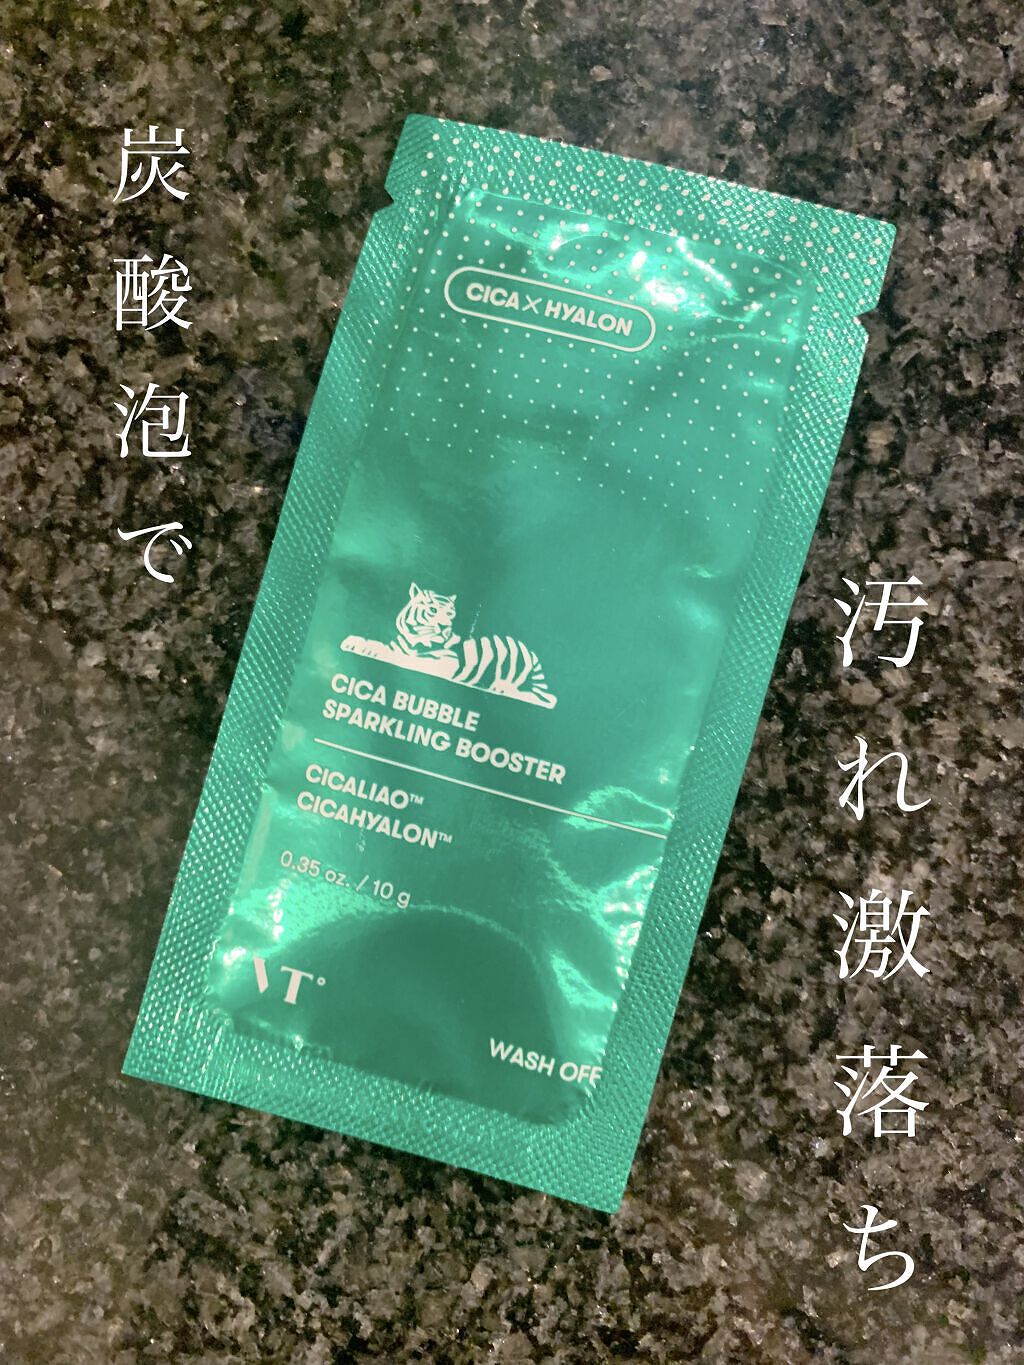 炭酸泡で
汚れ激落ち
CICA×HYALON
CICA BUBBLE
SPARKLING BOOSTER
CICALIAO™
CICAHYALON™
0.35 oz. / 10 g
VT°
WASH OFF